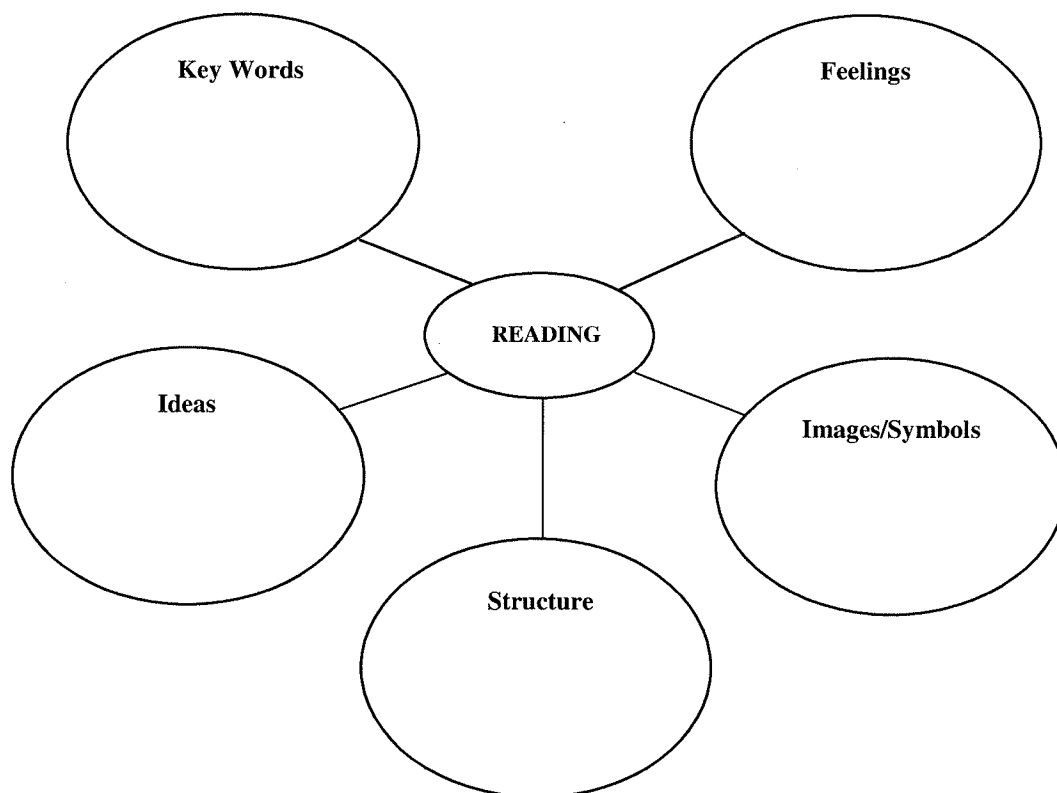 Key Words
Feelings
READING
Ideas
Images/Symbols
Structure